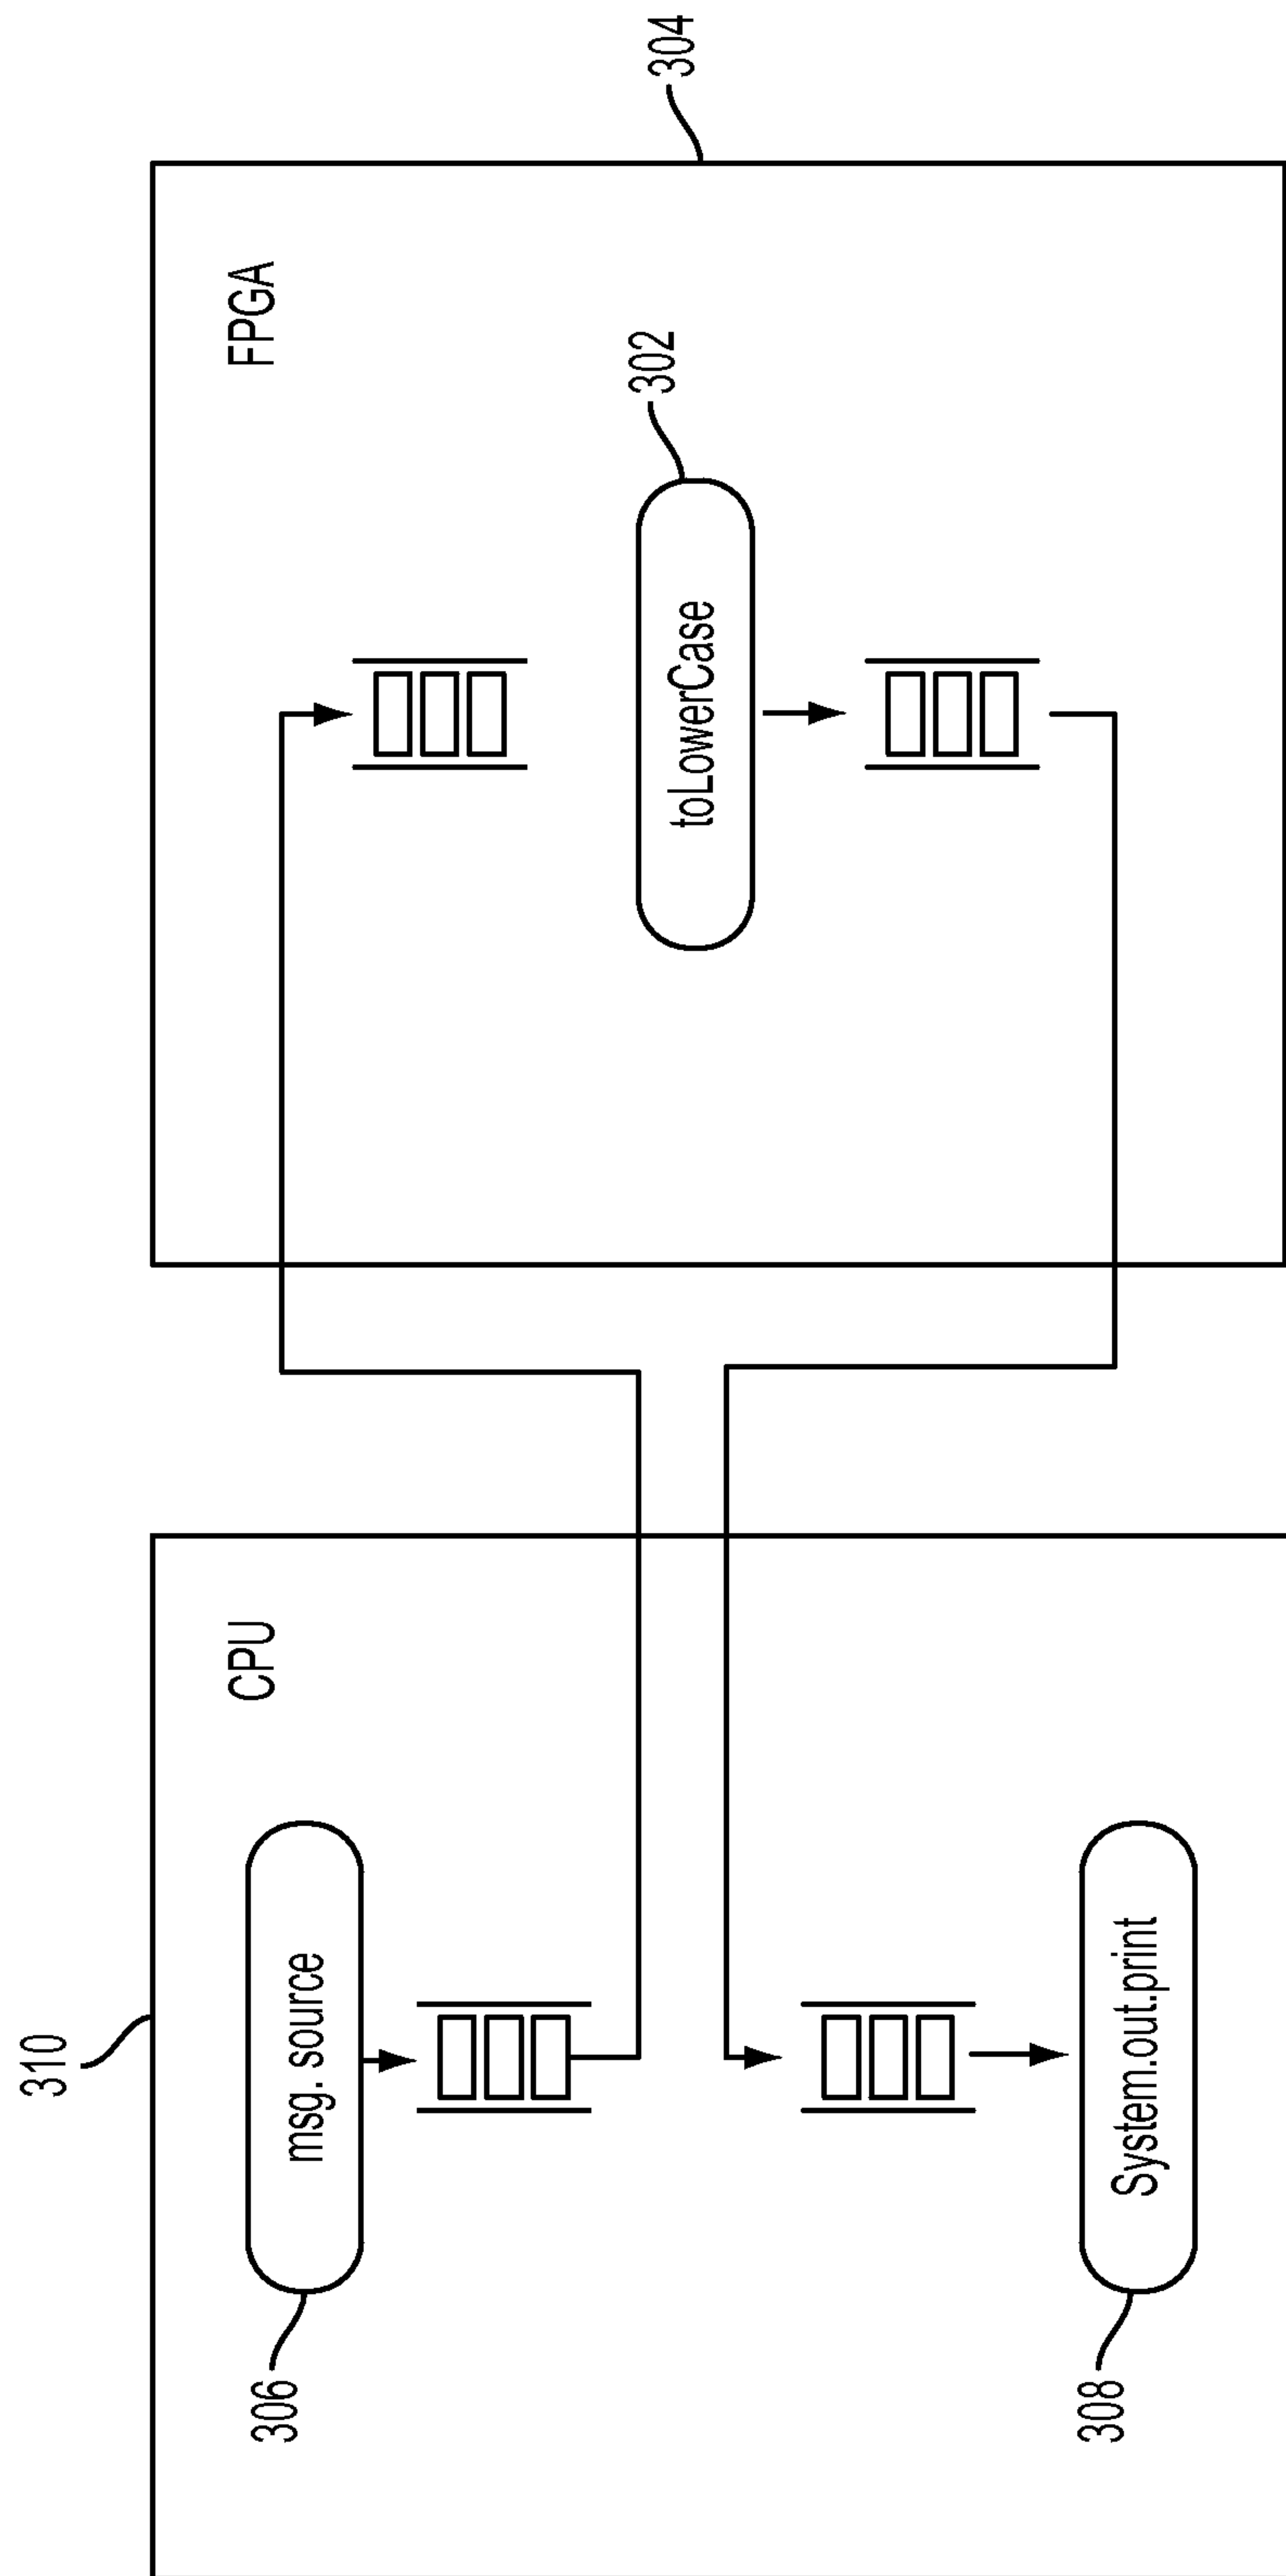 310
CPU
FPGA
306
msg. source
302
304
toLowerCase
308
System.out.print